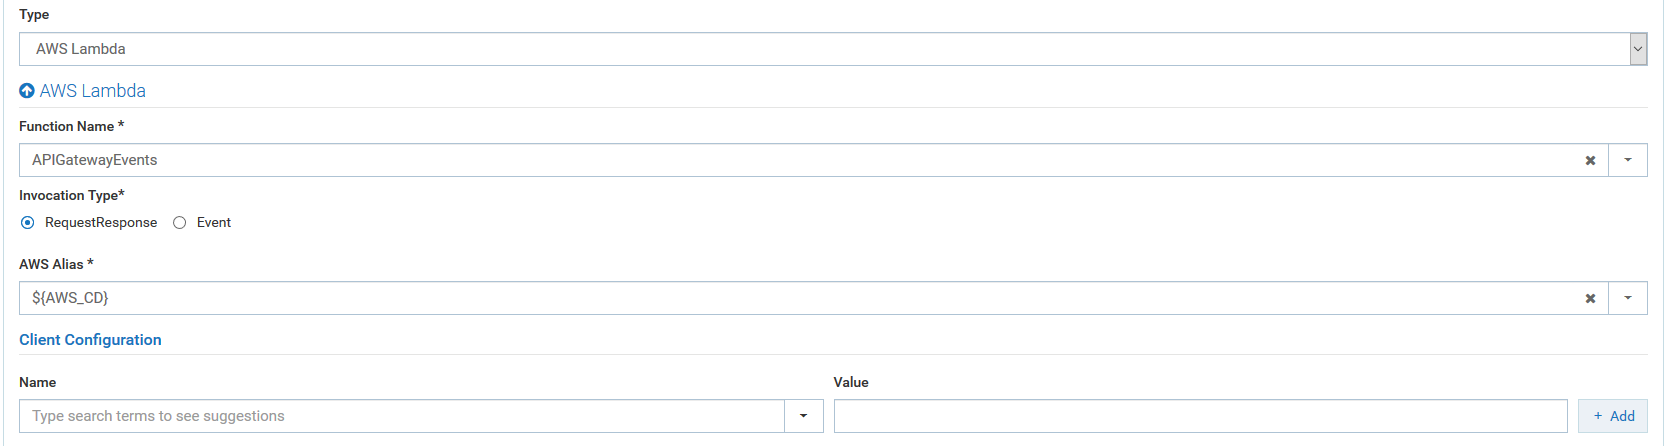 Type
AWS Lambda
AWS Lambda
Function Name *
APIGatewayEvents
Invocation Type*
RequestResponse Event
AWS Alias *
${AWS_CD}
Client Configuration
Name Value
Type search terms to see suggestions + Add